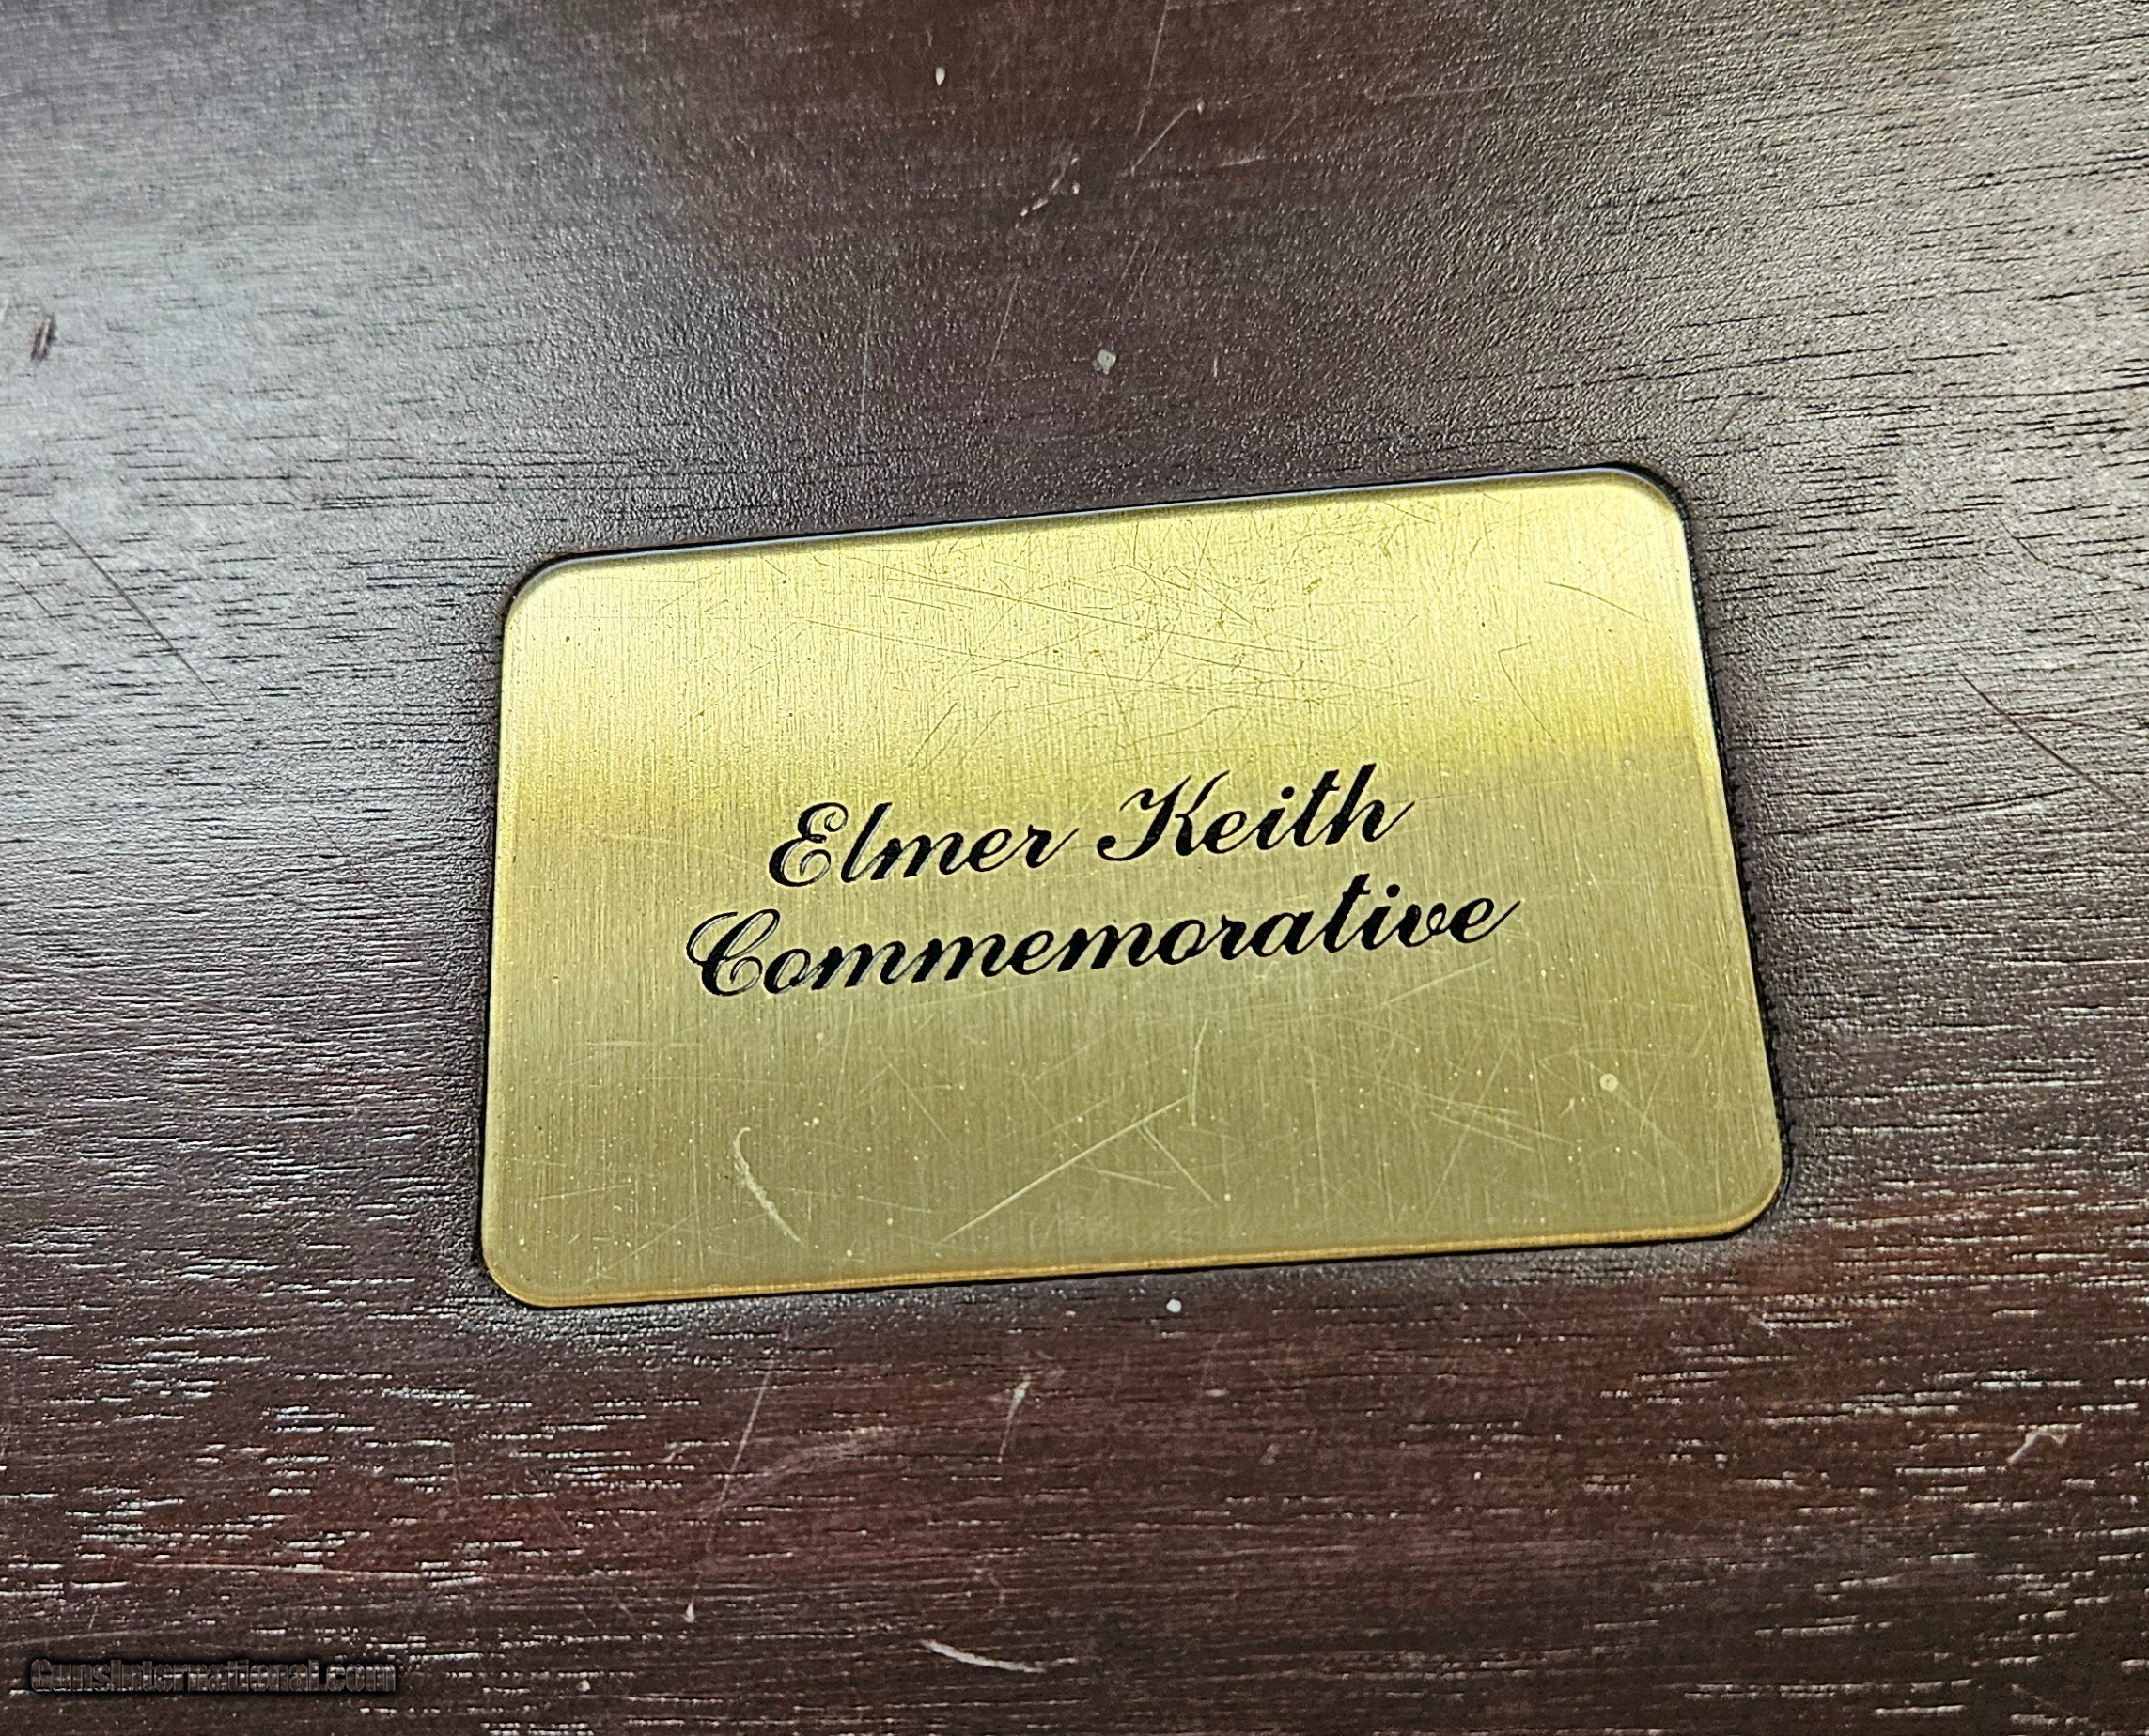 Elmer Keith
Commemorative
GunsInternational.com